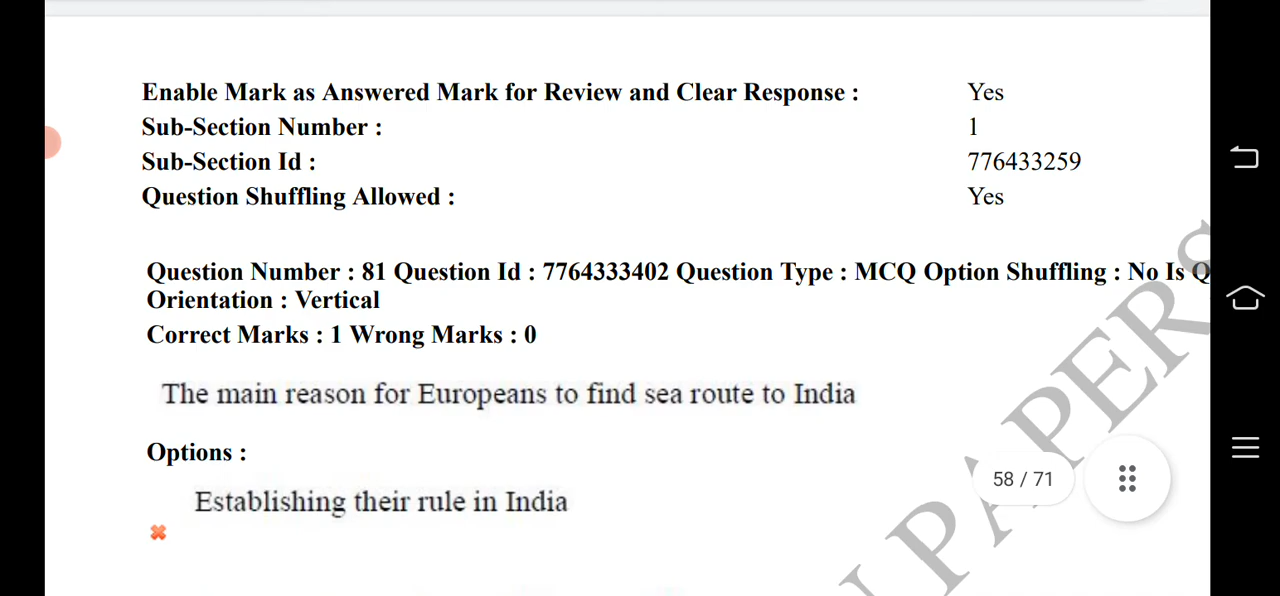 Enable Mark as Answered Mark for Review and Clear Response : Yes
Sub-Section Number : 1
Sub-Section Id : 776433259
Question Shuffling Allowed : Yes
Question Number : 81 Question Id : 7764333402 Question Type : MCQ Option Shuffling : No Is Q
Orientation : Vertical
Correct Marks : 1 Wrong Marks : 0
The main reason for Europeans to find sea route to India
Options :
58 / 71
Establishing their rule in India
PAPERS